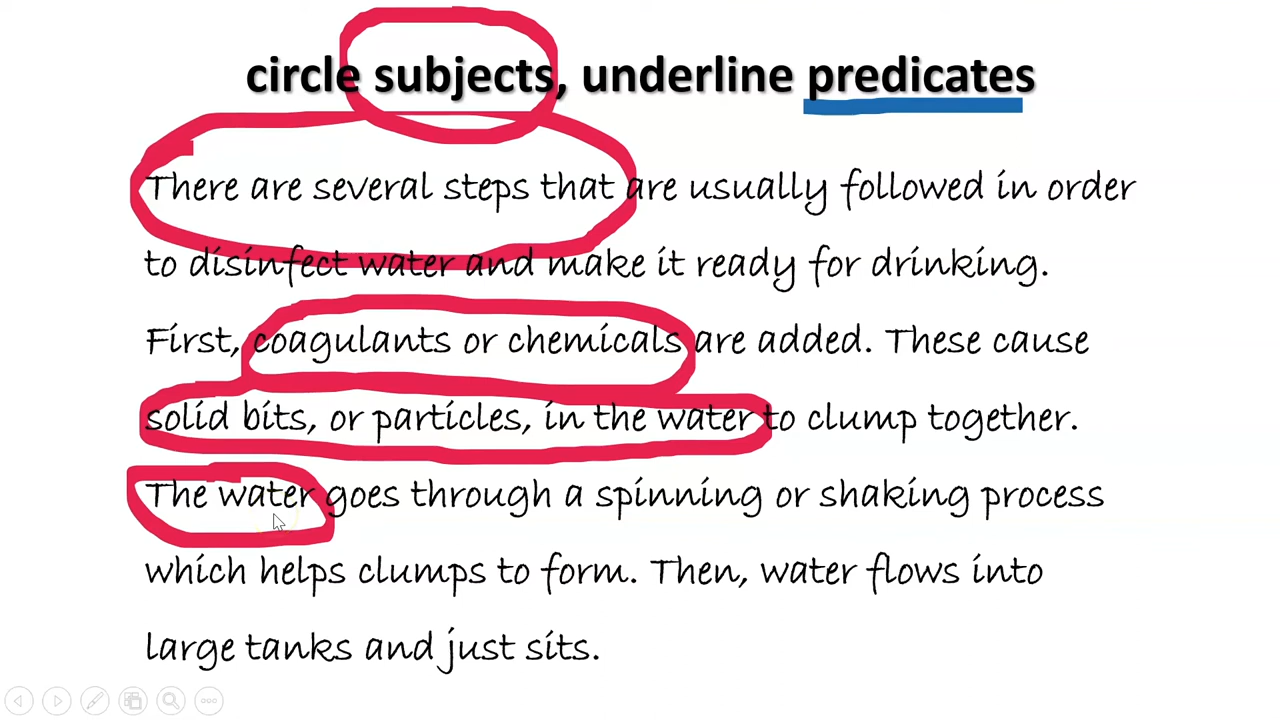 circle subjects, underline predicates
There are several steps that are usually followed in order
to disinfect water and make it ready for drinking.
First, coagulants or chemicals are added. These cause
solid bits, or particles, in the water to clump together.
The water goes through a spinning or shaking process
which helps clumps to form. Then, water flows into
large tanks and just sits.